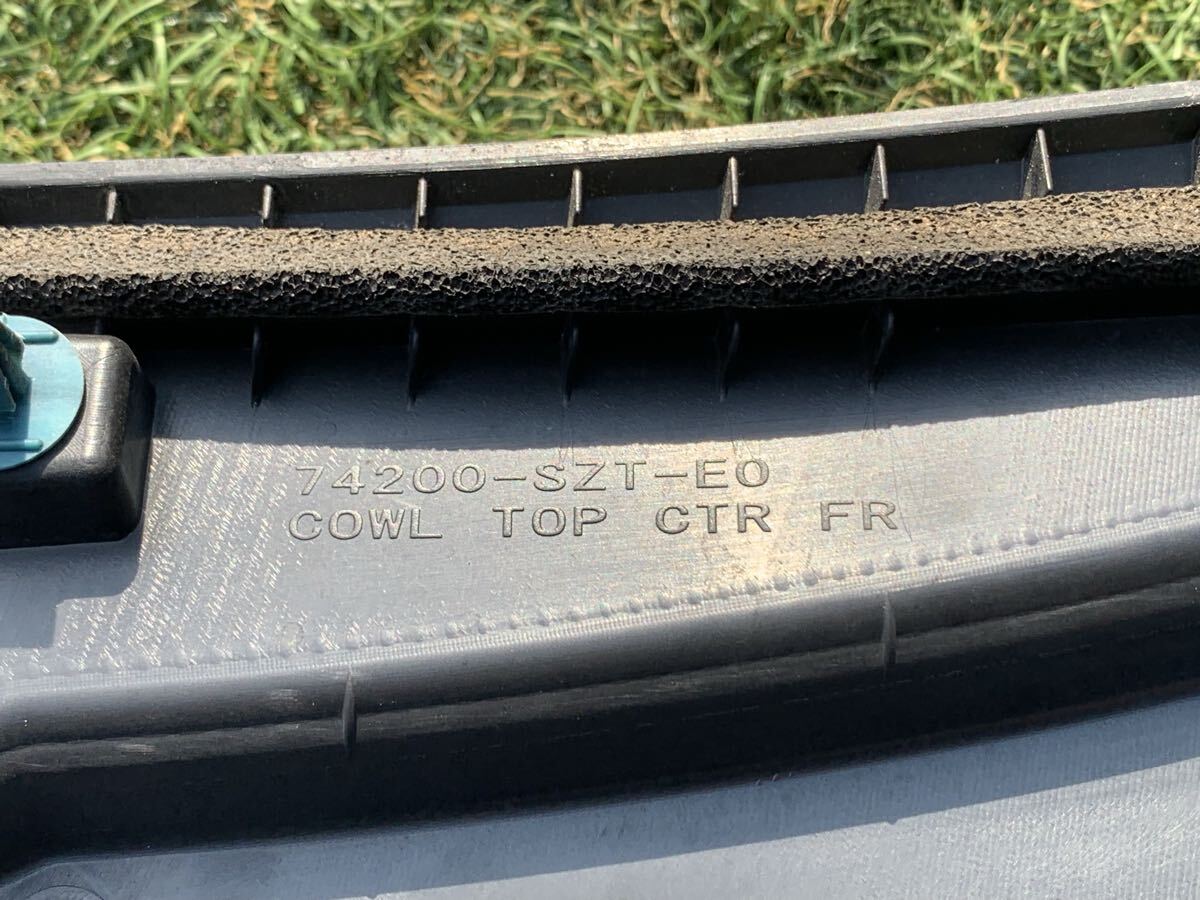 74200-SZT-E0
COWL TOP CTR FR